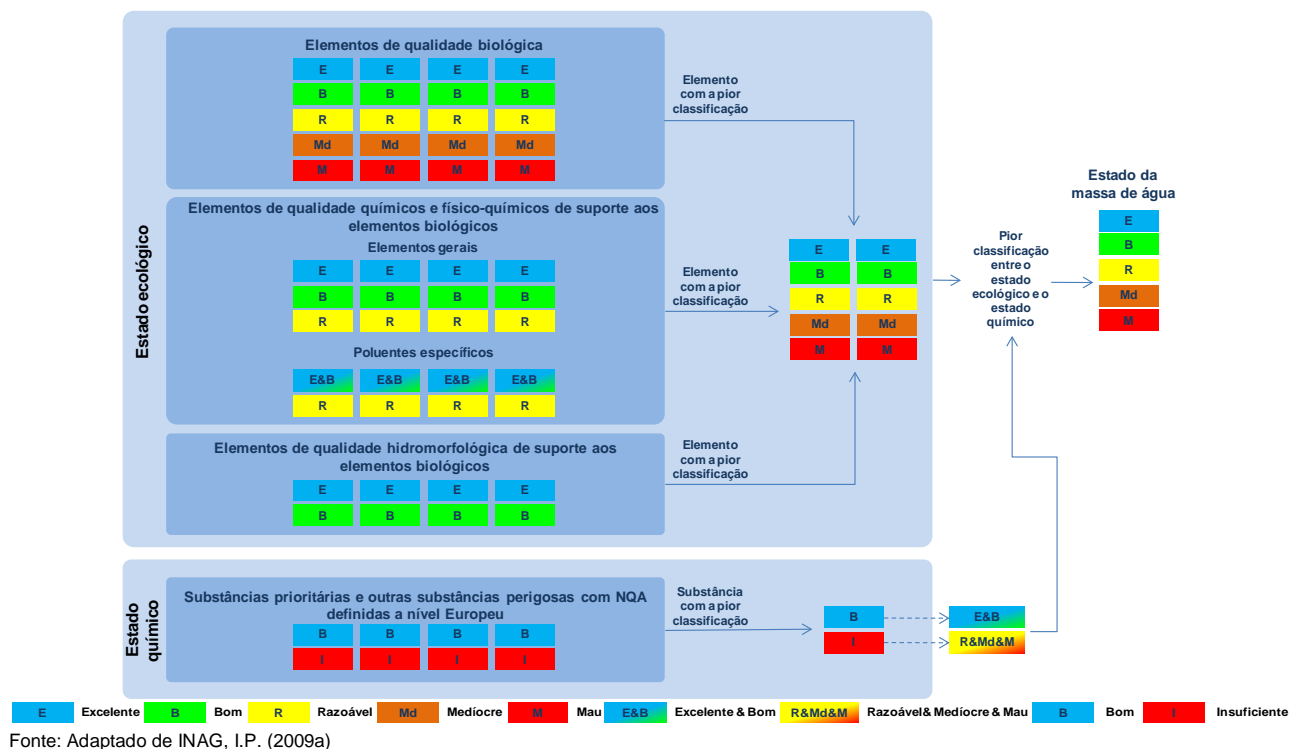 Estado ecológico
Elementos de qualidade biológica
E E E E
B B B B
R R R R
Md Md Md Md
M M M M
Elemento
com a pior
classificação
Elementos de qualidade químicos e físico-químicos de suporte aos
elementos biológicos
Elementos gerais
E E E E
B B B B
R R R R
Poluentes específicos
E&B E&B E&B E&B
R R R R
Elemento
com a pior
classificação
Elementos de qualidade hidromorfológica de suporte aos
elementos biológicos
E E E E
B B B B
Elemento
com a pior
classificação
E E
B B
R R
Md Md
M M
Pior
classificação
entre o
estado
ecológico e o
estado
químico
Estado da
massa de água
E
B
R
Md
M
Estado
químico
Substâncias prioritárias e outras substâncias perigosas com NQA
definidas a nível Europeu
B B B B
I I I I
Substância
com a pior
classificação
B E&B
I R&Md&M
E Excelente B Bom R Razoável Md Medíocre M Mau E&B Excelente & Bom R&Md&M Razoável& Medíocre & Mau B Bom I Insuficiente
Fonte: Adaptado de INAG, I.P. (2009a)